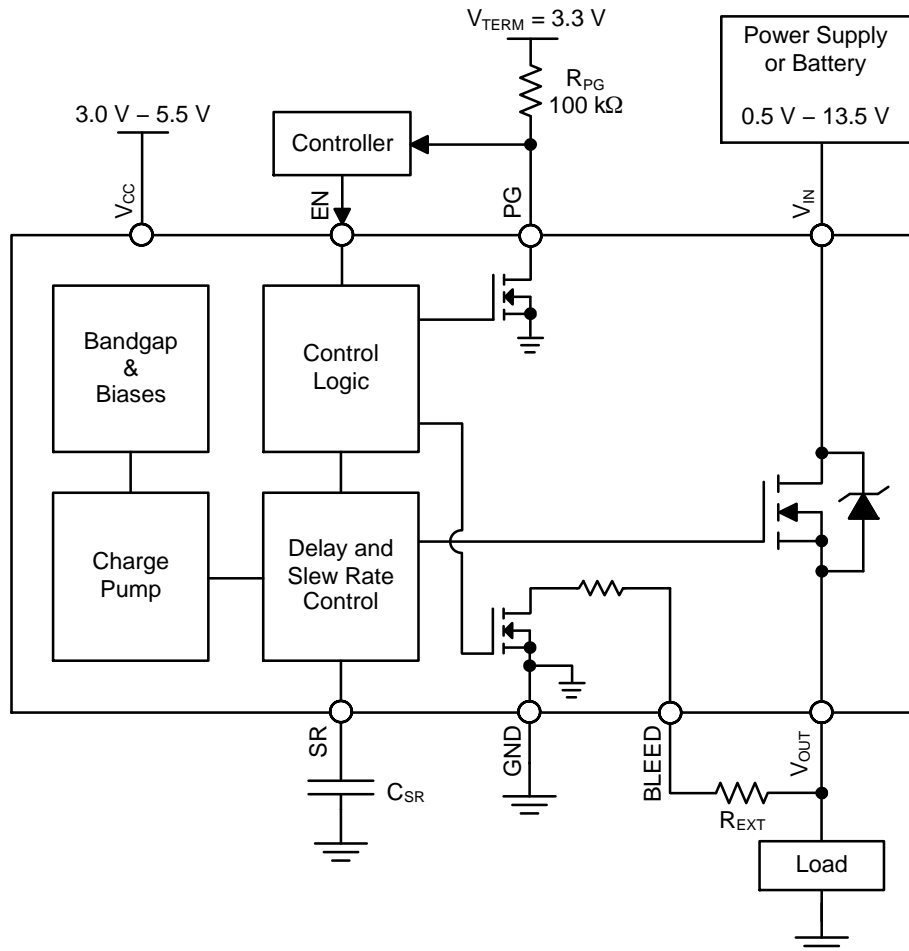 V_TERM = 3.3 V
R_PG
100 kΩ
Power Supply
or Battery
0.5 V – 13.5 V
3.0 V – 5.5 V
Controller
V_CC
EN
PG
V_IN
Bandgap
&
Biases
Control
Logic
Charge
Pump
Delay and
Slew Rate
Control
SR
GND
BLEED
V_OUT
C_SR
R_EXT
Load